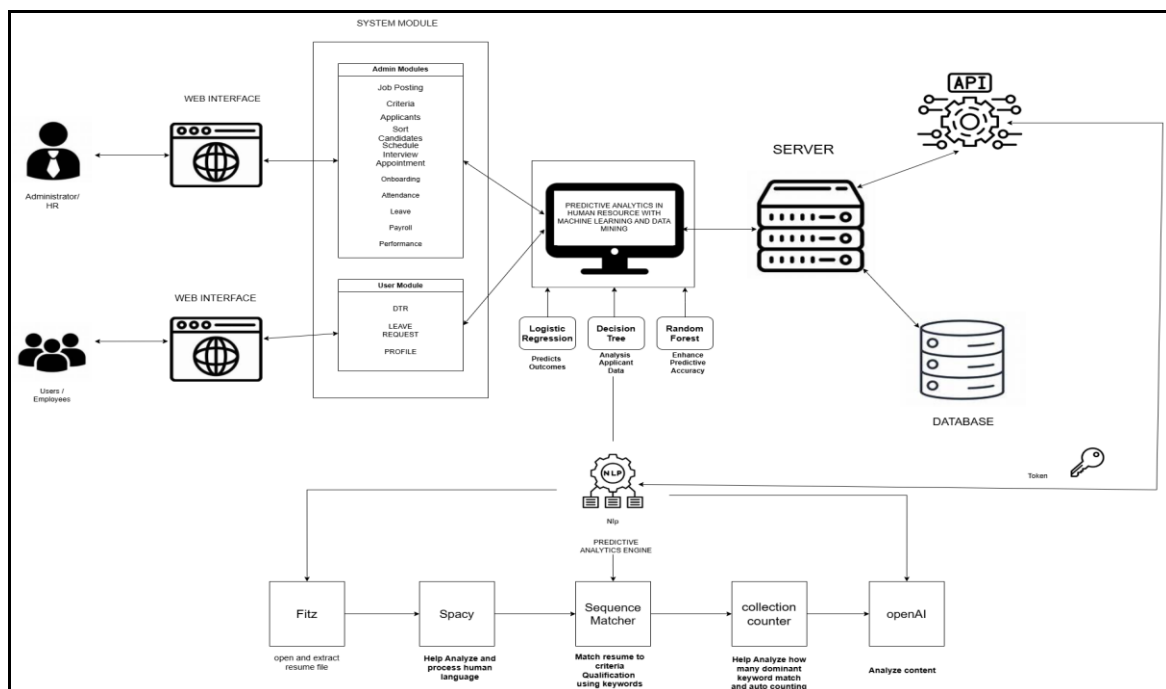 SYSTEM MODULE
Admin Modules
Job Posting
Criteria
Applicants
Sort
Candidates
Schedule
Interview
Appointment
Onboarding
Attendance
Leave
Payroll
Performance
WEB INTERFACE
Administrator/
HR
User Module
DTR
LEAVE
REQUEST
PROFILE
WEB INTERFACE
Users /
Employees
PREDICTIVE ANALYTICS IN
HUMAN RESOURCE WITH
MACHINE LEARNING AND DATA
MINING
Logistic
Regression
Predicts
Outcomes
Decision
Tree
Analysis
Applicant
Data
Random
Forest
Enhance
Predictive
Accuracy
SERVER
API
DATABASE
Token
NLP
Nlp
PREDICTIVE
ANALYTICS ENGINE
Fitz
open and extract
resume file
Spacy
Help Analyze and
process human
language
Sequence
Matcher
Match resume to
criteria
Qualification
using keywords
collection
counter
Help Analyze how
many dominant
keyword match
and auto counting
openAI
Analyze content